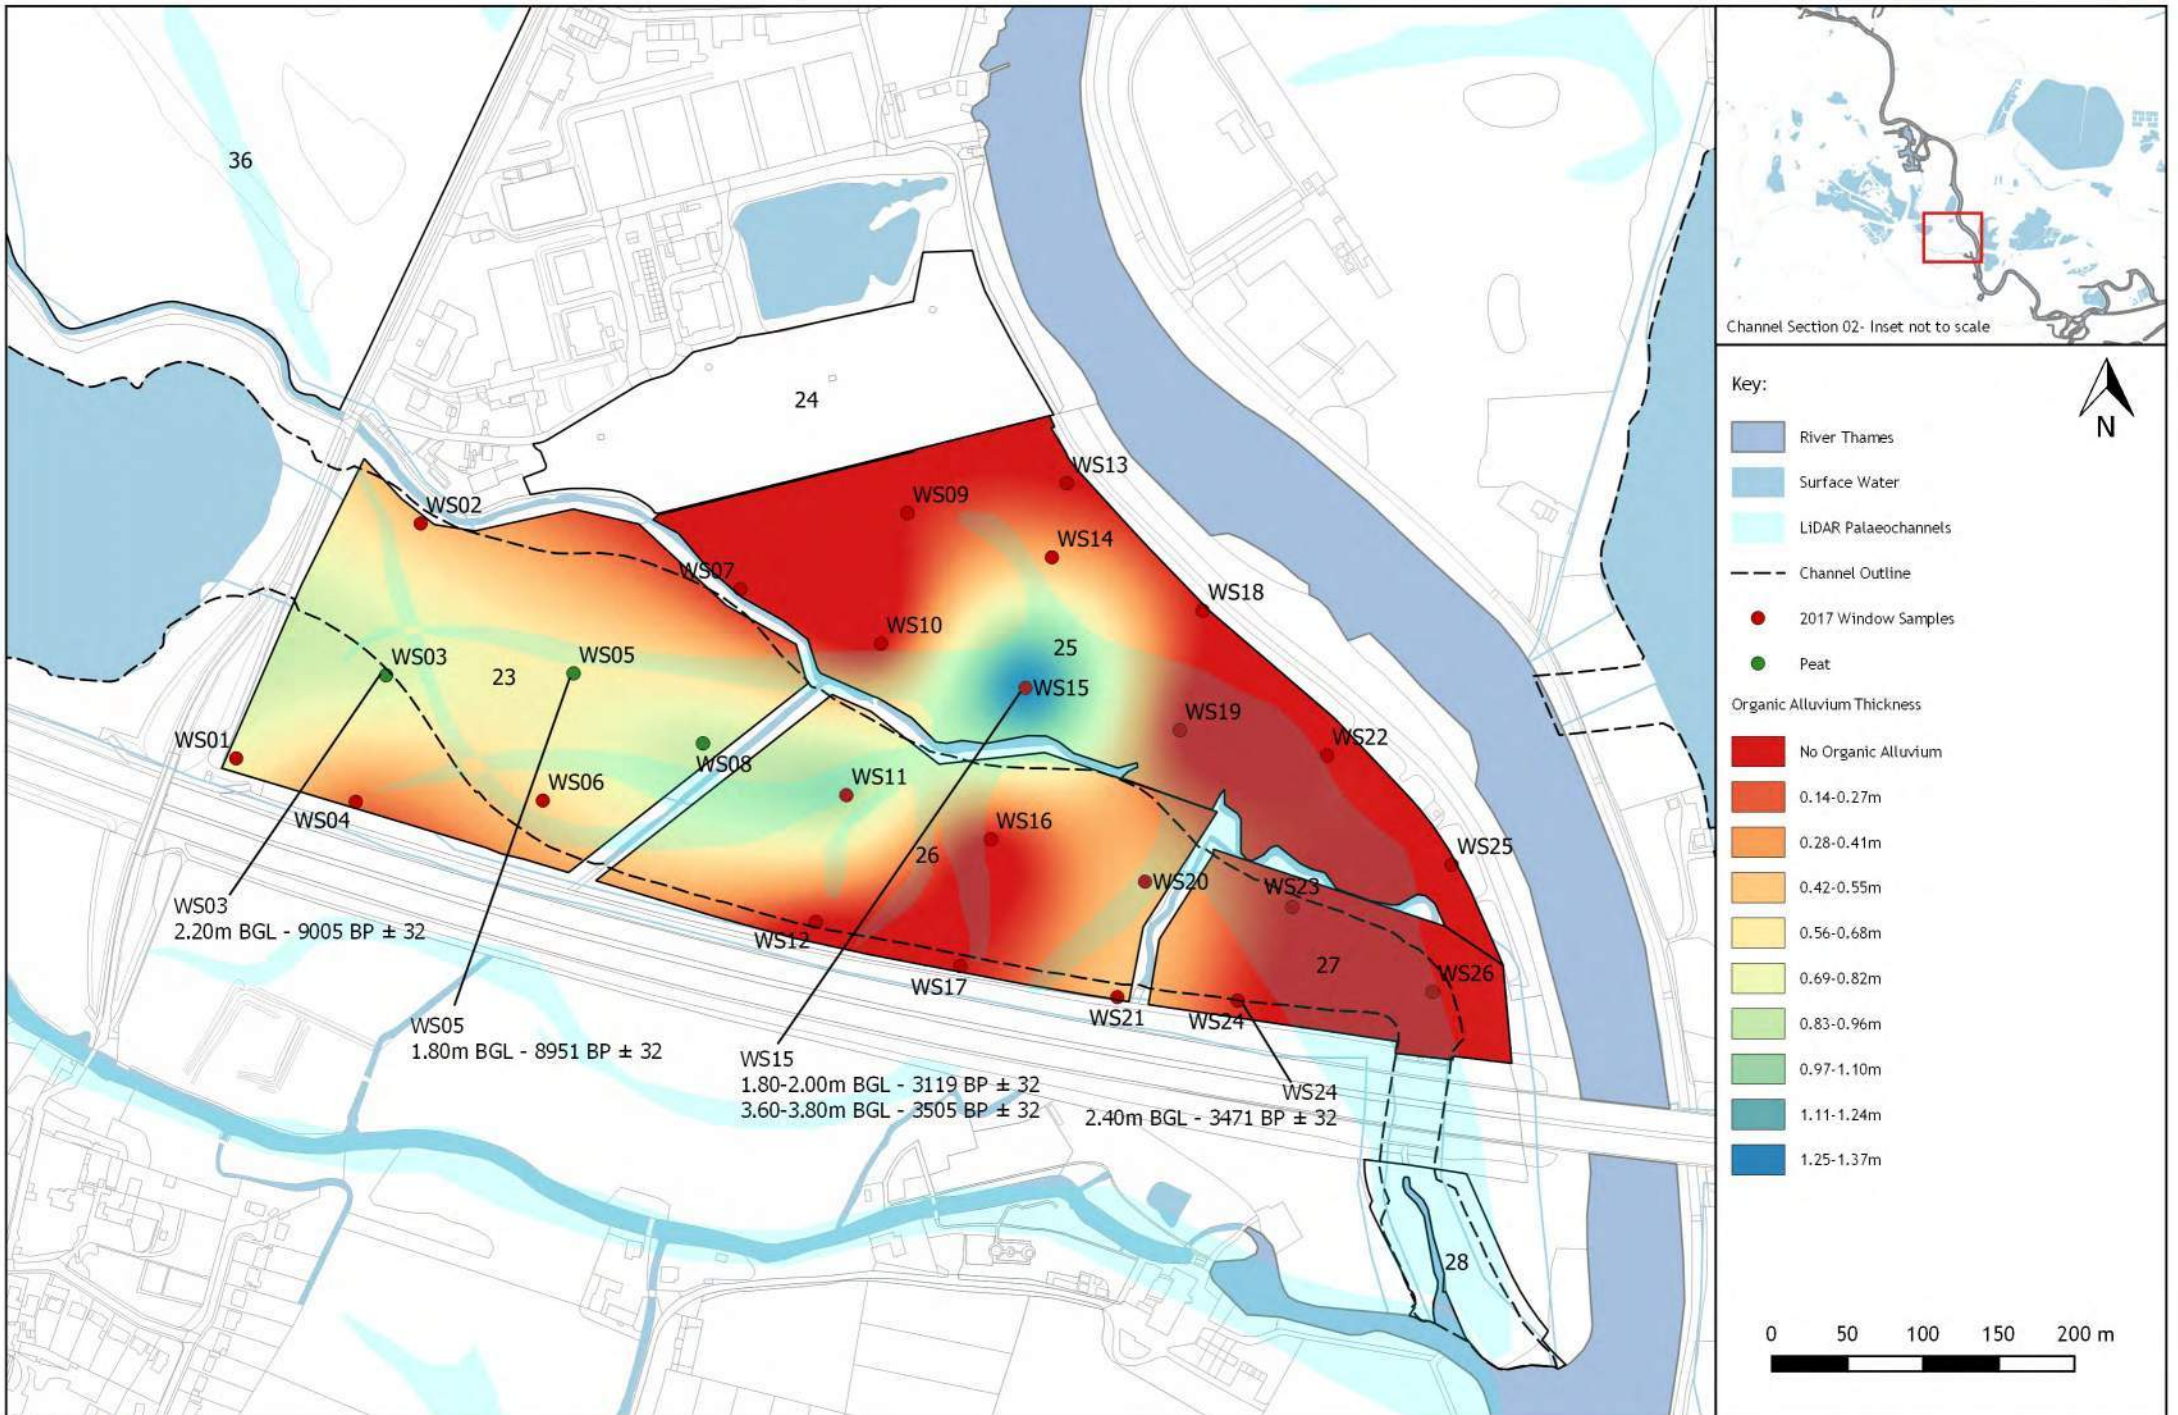 36
24
WS13
WS09
WS02
WS14
WS07
WS18
WS10
25
WS03
WS05
23
WS15
WS19
WS01
WS22
WS08
WS06
WS11
WS04
WS16
WS25
26
WS20
WS23
WS03
2.20m BGL - 9005 BP ± 32
WS12
27
WS26
WS17
WS21
WS24
WS05
1.80m BGL - 8951 BP ± 32
WS15
1.80-2.00m BGL - 3119 BP ± 32
3.60-3.80m BGL - 3505 BP ± 32
WS24
2.40m BGL - 3471 BP ± 32
28
Channel Section 02- Inset not to scale
Key:
N
River Thames
Surface Water
LiDAR Palaeochannels
Channel Outline
2017 Window Samples
Peat
Organic Alluvium Thickness
No Organic Alluvium
0.14-0.27m
0.28-0.41m
0.42-0.55m
0.56-0.68m
0.69-0.82m
0.83-0.96m
0.97-1.10m
1.11-1.24m
1.25-1.37m
0 50 100 150 200 m